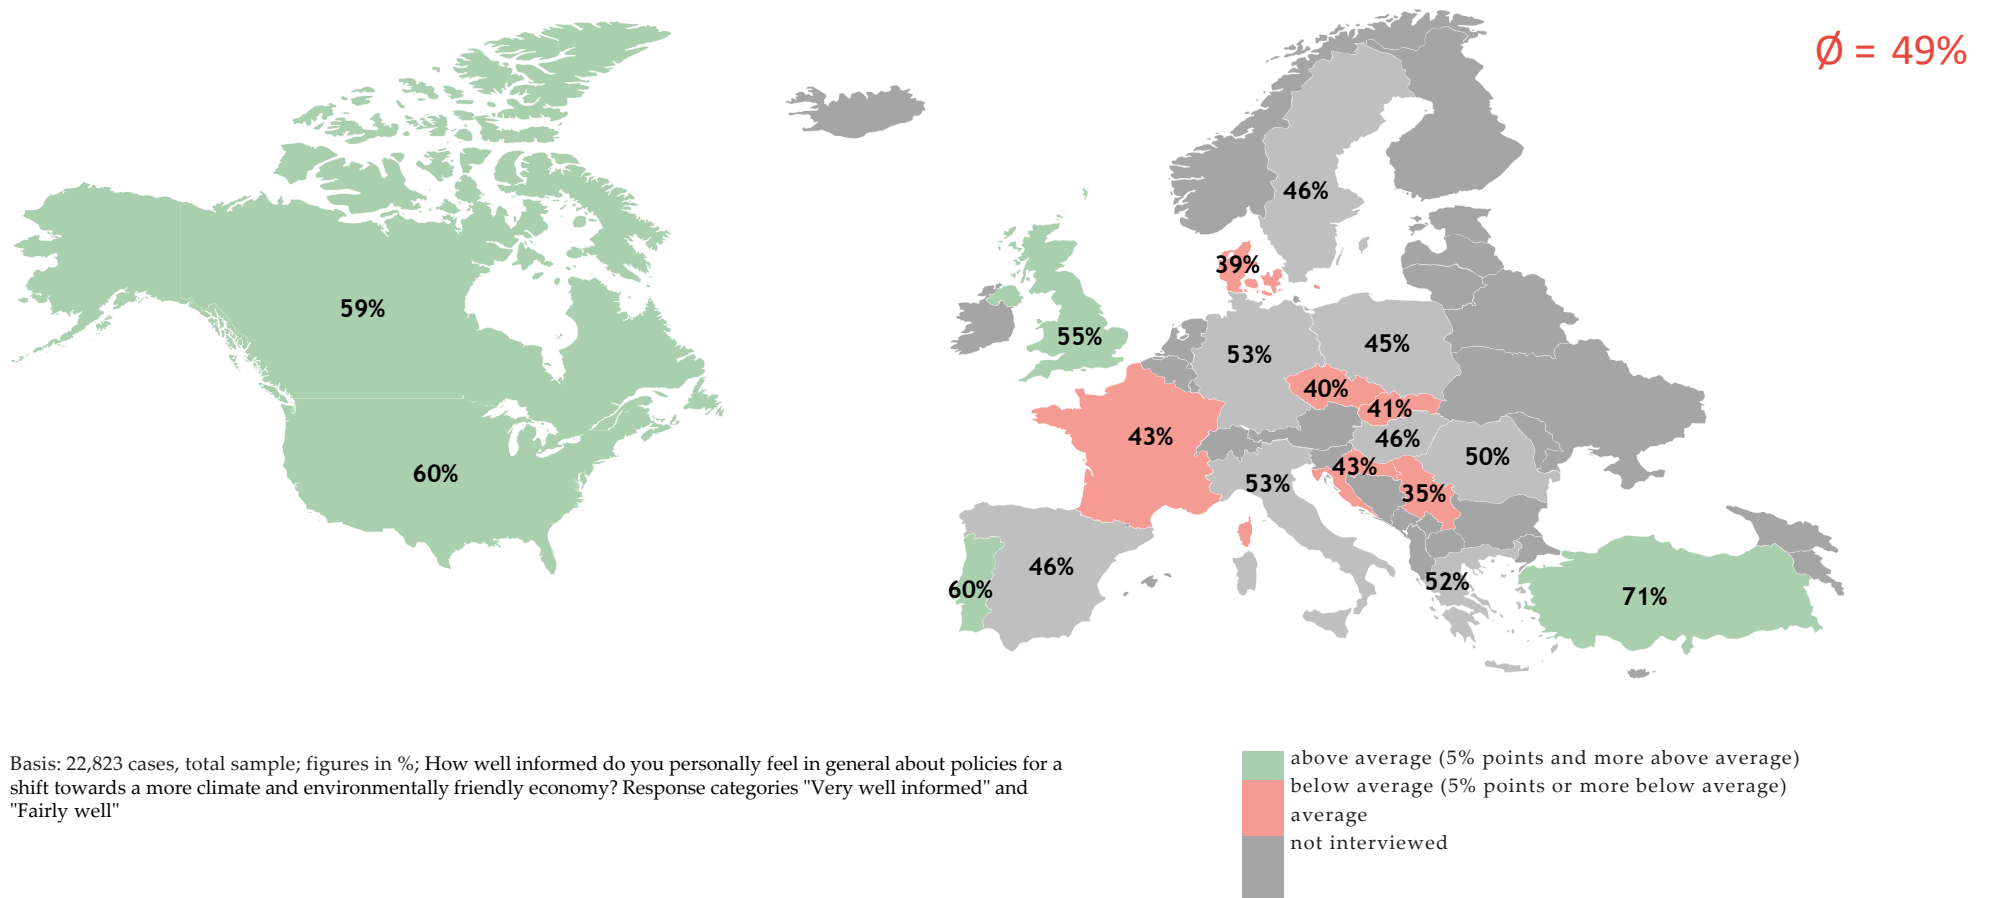 Ø = 49%
46%
39%
59%
55%
53%
45%
40%
41%
43%
46%
50%
43%
60%
53%
35%
46%
52%
60%
71%
Basis: 22,823 cases, total sample; figures in %; How well informed do you personally feel in general about policies for a
shift towards a more climate and environmentally friendly economy? Response categories "Very well informed" and
"Fairly well"
above average (5% points and more above average)
below average (5% points or more below average)
average
not interviewed